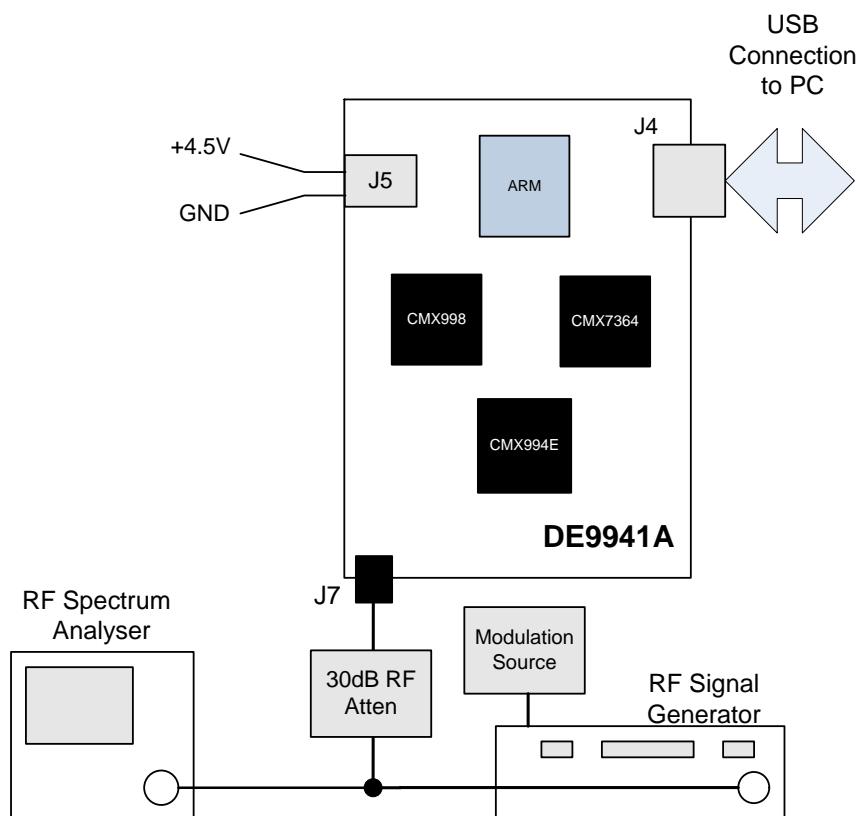 USB
Connection
to PC
J4
+4.5V
J5
GND
ARM
CMX998
CMX7364
CMX994E
DE9941A
J7
RF Spectrum
Analyser
30dB RF
Atten
Modulation
Source
RF Signal
Generator